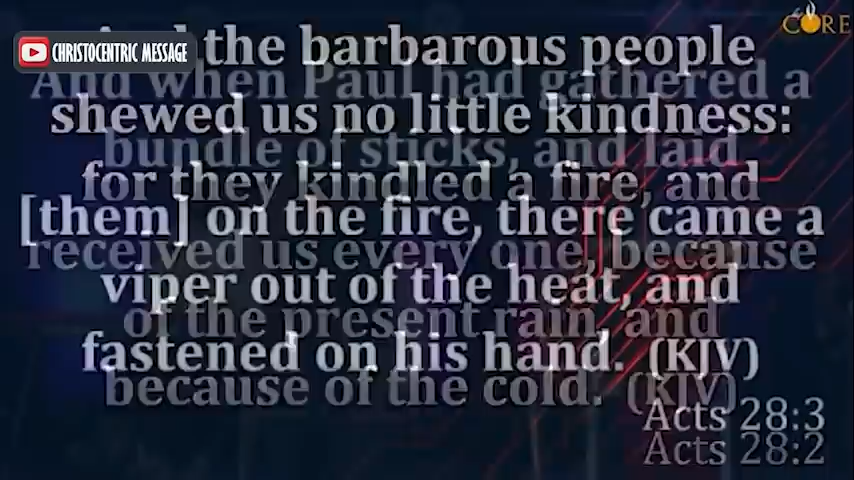 CORE
CHRISTOCENTRIC MESSAGE
the barbarous people
And when Paul had gathered a
shewed us no little kindness:
bundle of sticks, and laid
for they kindled a fire, and
[them] on the fire, there came a
received us every one, because
viper out of the heat, and
of the present rain, and
fastened on his hand. (KJV)
because of the cold. (KJV)
Acts 28:3
Acts 28:2